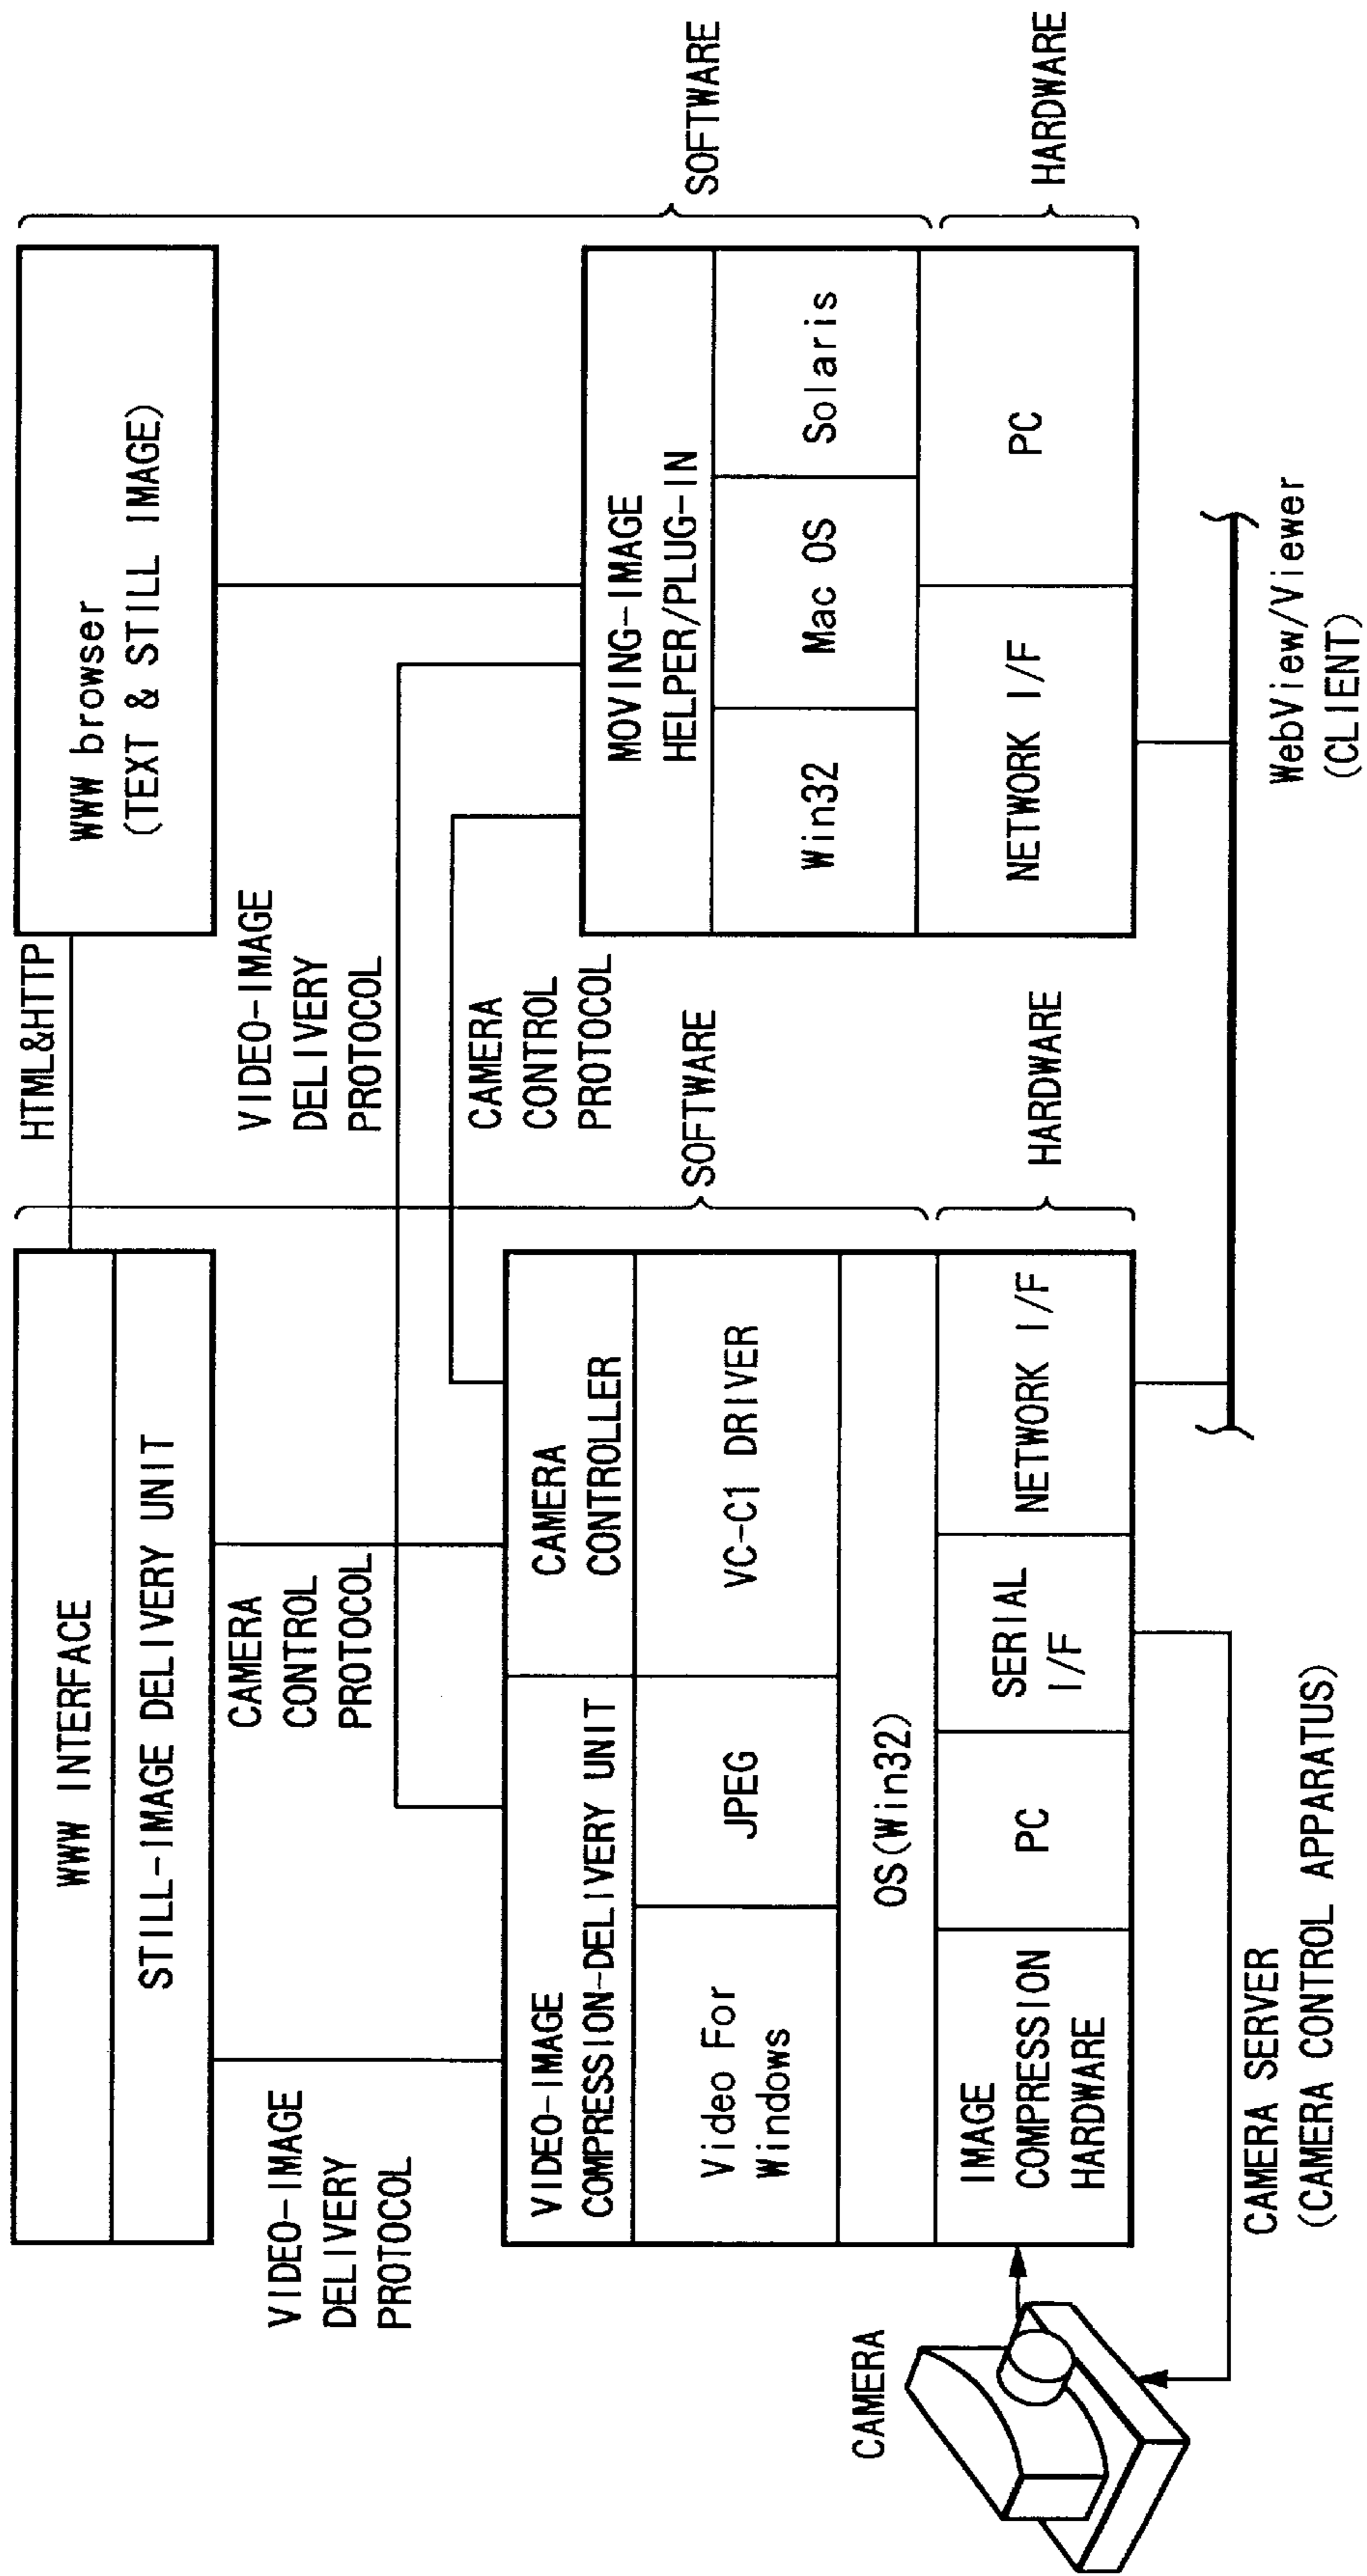 WWW INTERFACE
STILL-IMAGE DELIVERY UNIT
HTML&HTTP
WWW browser
(TEXT & STILL IMAGE)
VIDEO-IMAGE
DELIVERY
PROTOCOL
CAMERA
CONTROL
PROTOCOL
VIDEO-IMAGE
DELIVERY
PROTOCOL
CAMERA
CONTROL
PROTOCOL
SOFTWARE
SOFTWARE
VIDEO-IMAGE
COMPRESSION-DELIVERY UNIT
CAMERA
CONTROLLER
Video For
Windows
JPEG
VC-C1 DRIVER
OS(Win32)
IMAGE
COMPRESSION
HARDWARE
PC
SERIAL
I/F
NETWORK I/F
HARDWARE
MOVING-IMAGE
HELPER/PLUG-IN
Win32
Mac OS
Solaris
NETWORK I/F
PC
HARDWARE
CAMERA
CAMERA SERVER
(CAMERA CONTROL APPARATUS)
WebView/Viewer
(CLIENT)